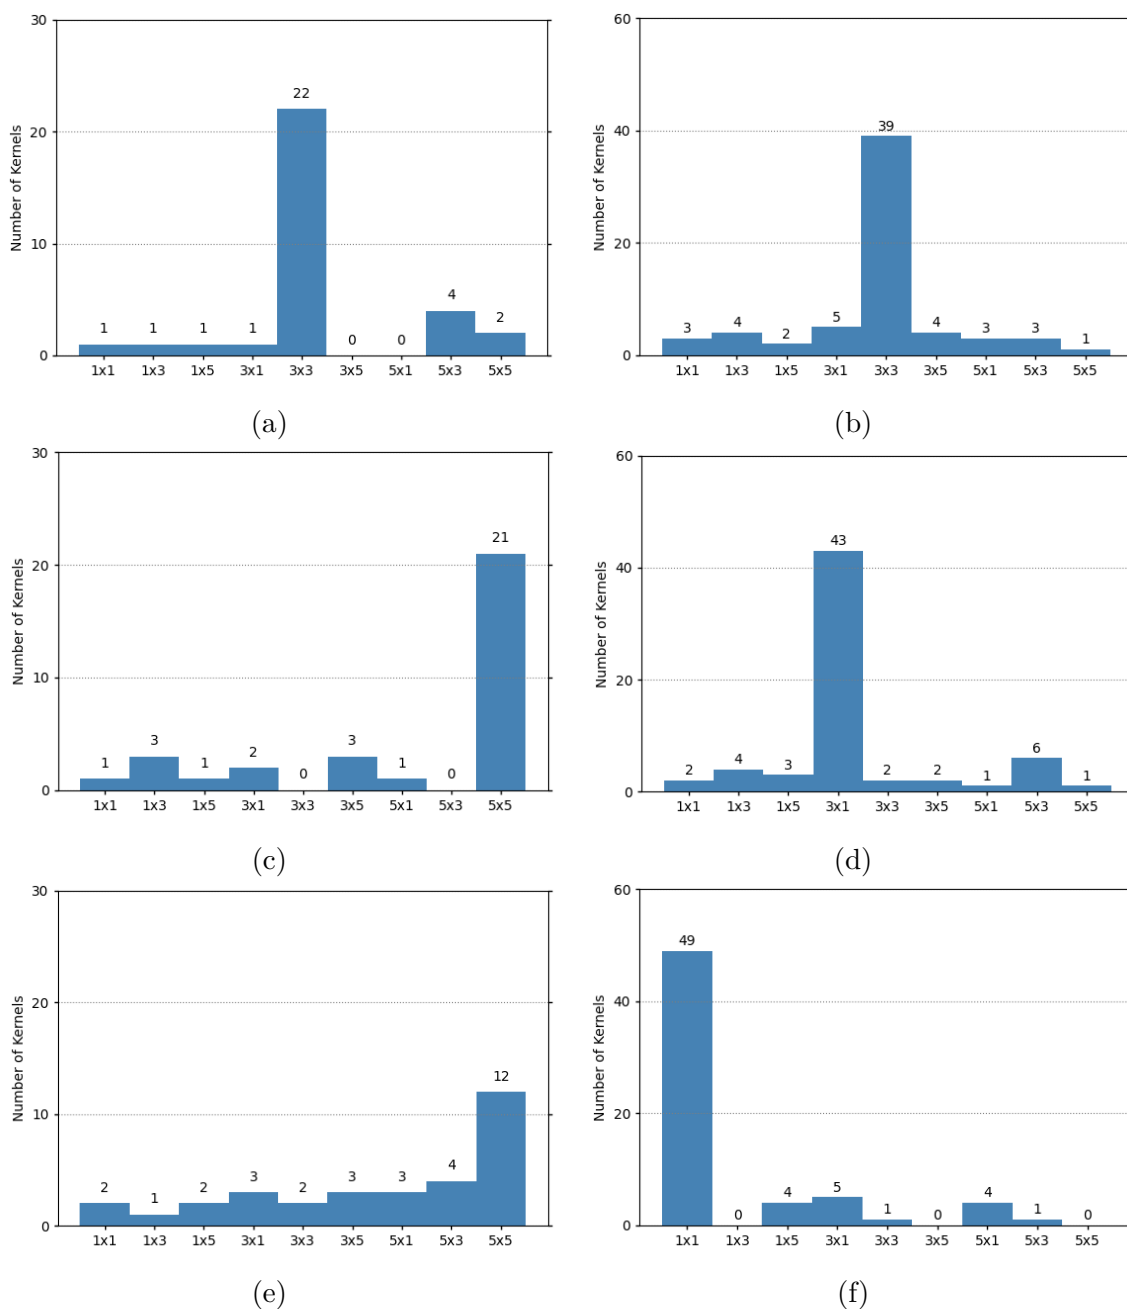 30
20
10
0
Number of Kernels
1 1 1 1 22 0 0 4 2
1x1 1x3 1x5 3x1 3x3 3x5 5x1 5x3 5x5
(a)
60
40
20
0
Number of Kernels
3 4 2 5 39 4 3 3 1
1x1 1x3 1x5 3x1 3x3 3x5 5x1 5x3 5x5
(b)
30
20
10
0
Number of Kernels
1 3 1 2 0 3 1 0 21
1x1 1x3 1x5 3x1 3x3 3x5 5x1 5x3 5x5
(c)
60
40
20
0
Number of Kernels
2 4 3 43 2 2 1 6 1
1x1 1x3 1x5 3x1 3x3 3x5 5x1 5x3 5x5
(d)
30
20
10
0
Number of Kernels
2 1 2 3 2 3 3 4 12
1x1 1x3 1x5 3x1 3x3 3x5 5x1 5x3 5x5
(e)
60
40
20
0
Number of Kernels
49 0 4 5 1 0 4 1 0
1x1 1x3 1x5 3x1 3x3 3x5 5x1 5x3 5x5
(f)